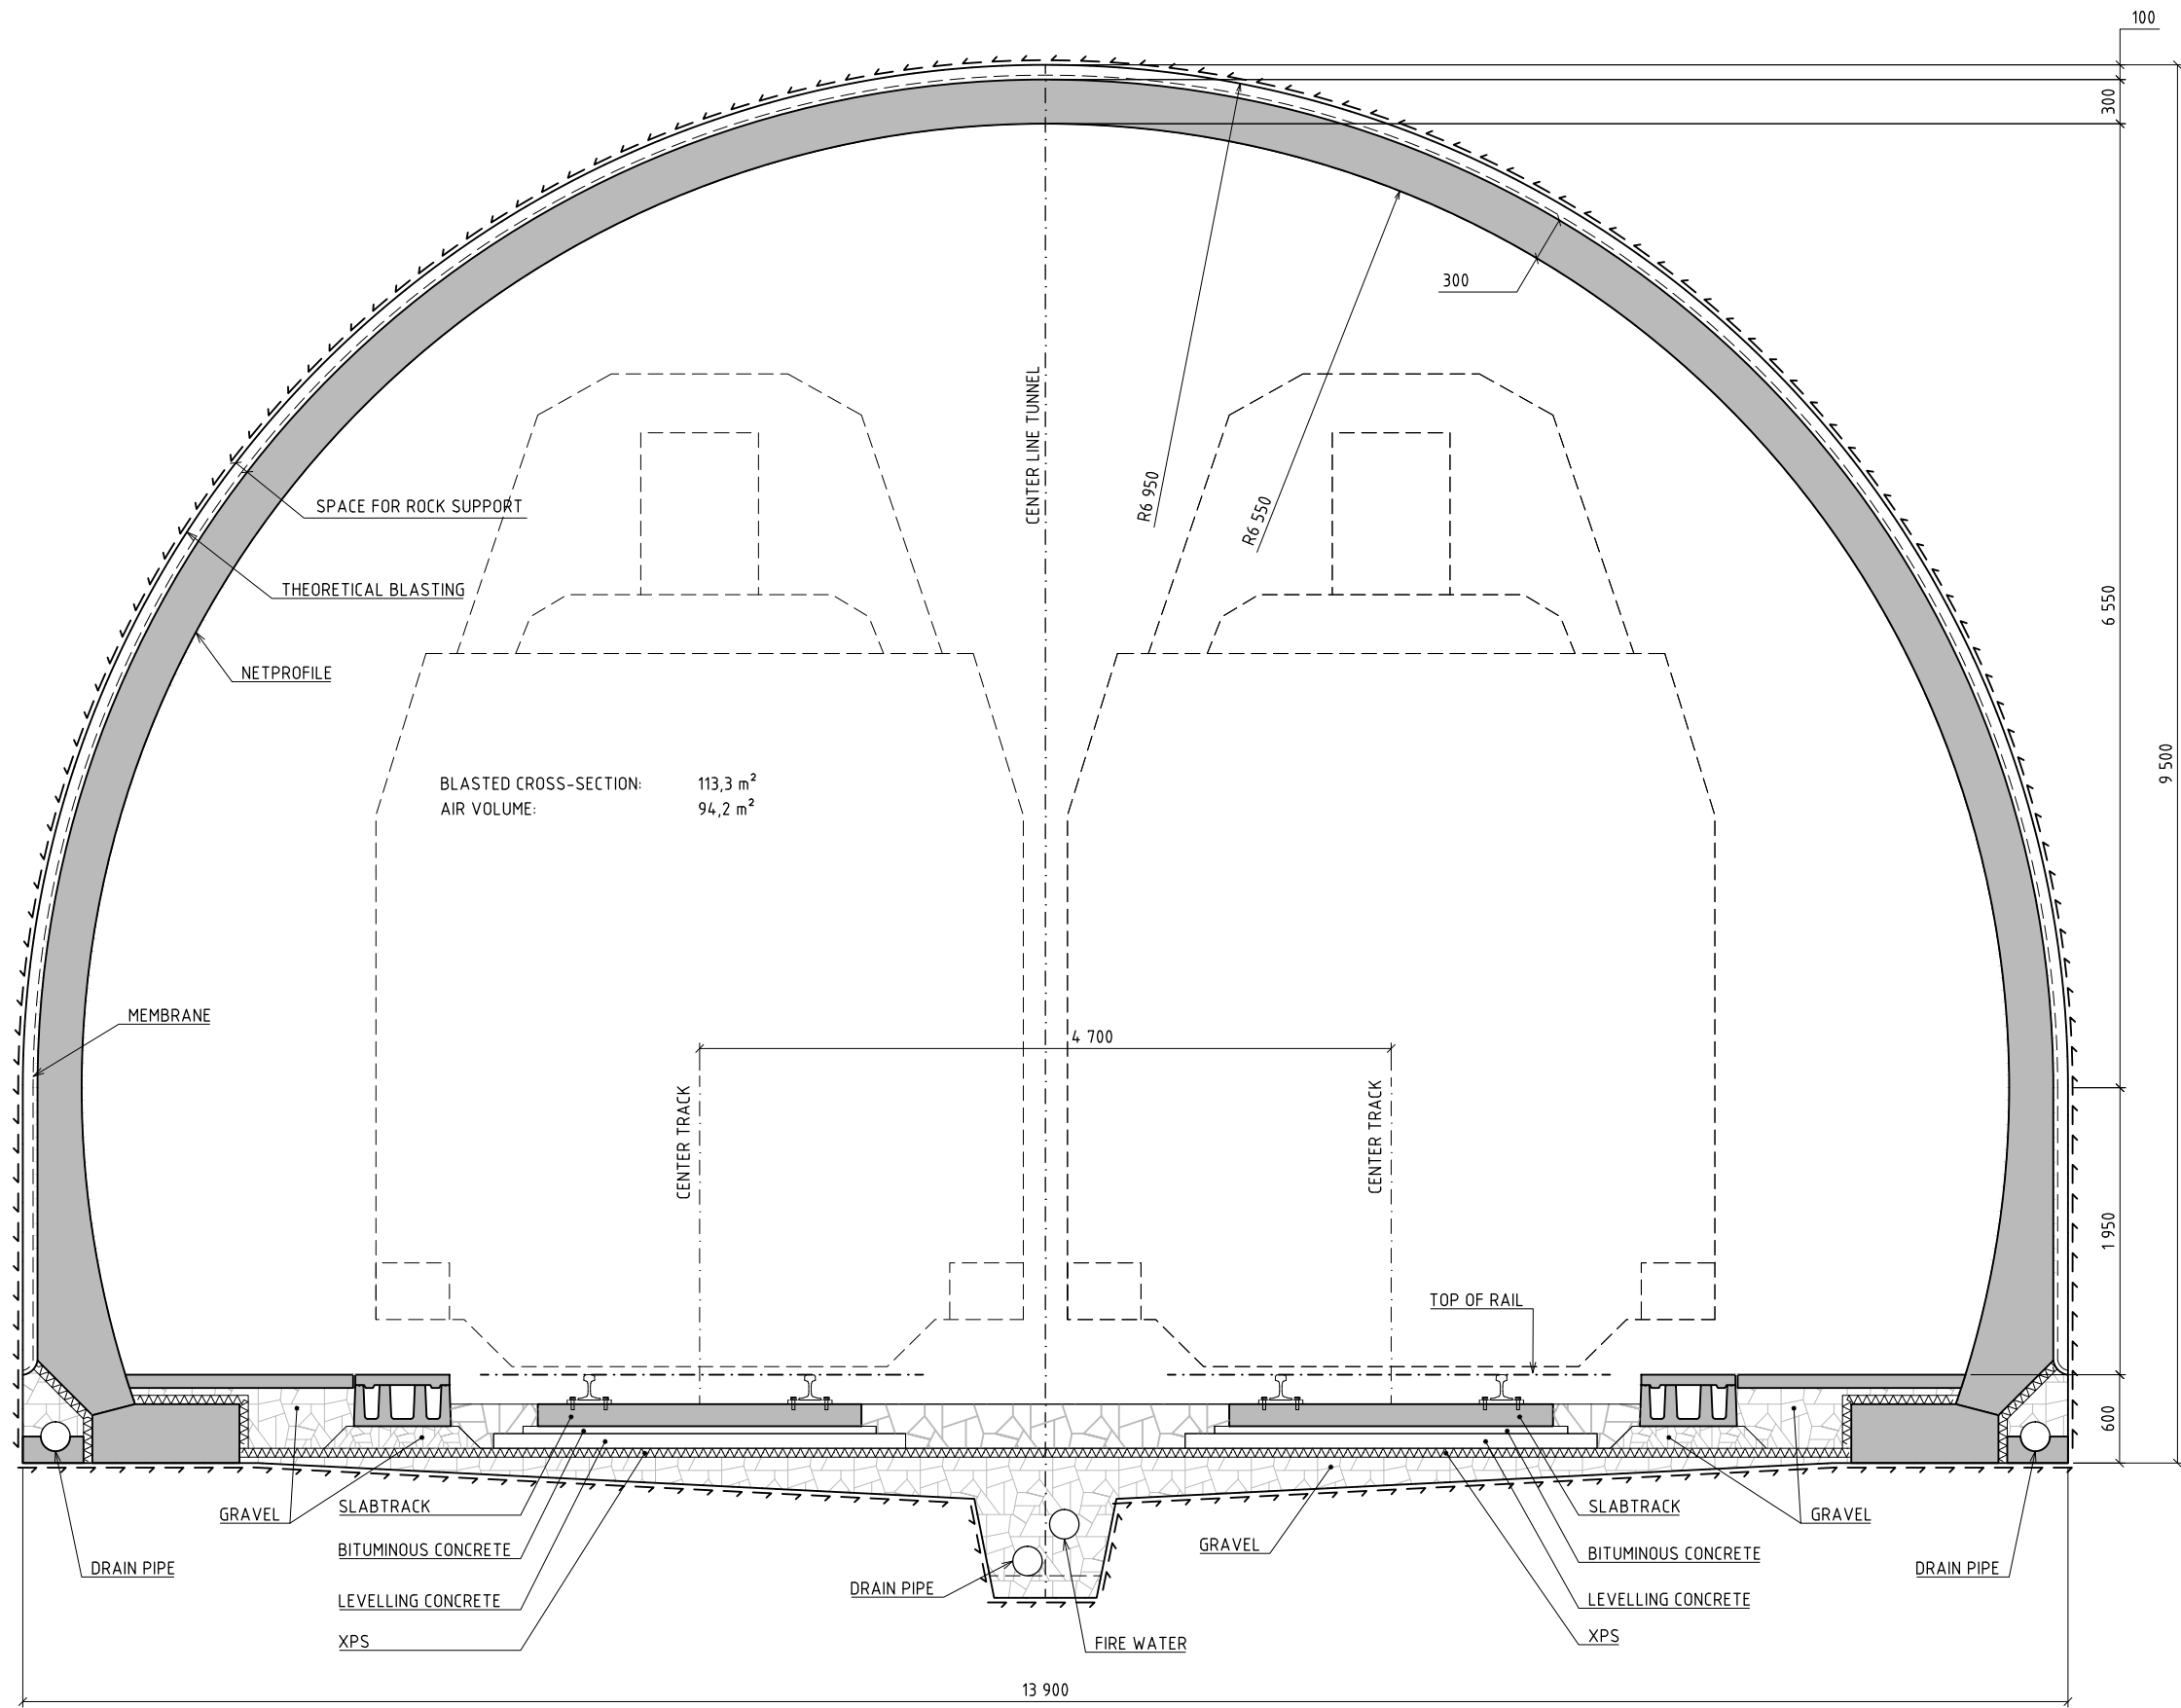 100
300
CENTER LINE TUNNEL
R6 950
R6 550
300
SPACE FOR ROCK SUPPORT
THEORETICAL BLASTING
NETPROFILE
6 550
9 500
BLASTED CROSS-SECTION: 113,3 m²
AIR VOLUME: 94,2 m²
MEMBRANE
4 700
CENTER TRACK
CENTER TRACK
1 950
TOP OF RAIL
600
GRAVEL
SLABTRACK
BITUMINOUS CONCRETE
LEVELLING CONCRETE
XPS
DRAIN PIPE
DRAIN PIPE
FIRE WATER
GRAVEL
SLABTRACK
BITUMINOUS CONCRETE
LEVELLING CONCRETE
XPS
GRAVEL
DRAIN PIPE
13 900